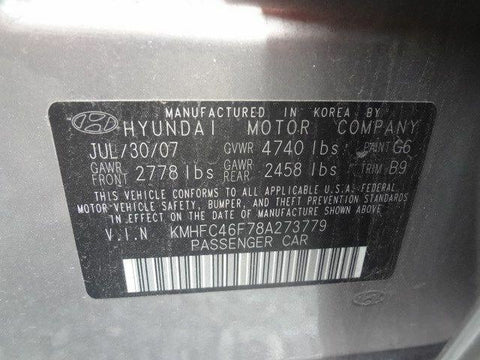 MANUFACTURED IN KOREA BY
HYUNDAI MOTOR COMPANY
JUL/30/07 GVWR 4740 lbs PAINT G6
GAWR FRONT 2778 lbs GAWR REAR 2458 lbs TRIM B9
THIS VEHICLE CONFORMS TO ALL APPLICABLE U.S.A FEDERAL
MOTOR-VEHICLE SAFETY, BUMPER, AND THEFT PREVENTION STANDARDS
IN EFFECT ON THE DATE OF MANUFACTURE SHOWN ABOVE.
V.I.N KMHFC46F78A273779
PASSENGER CAR